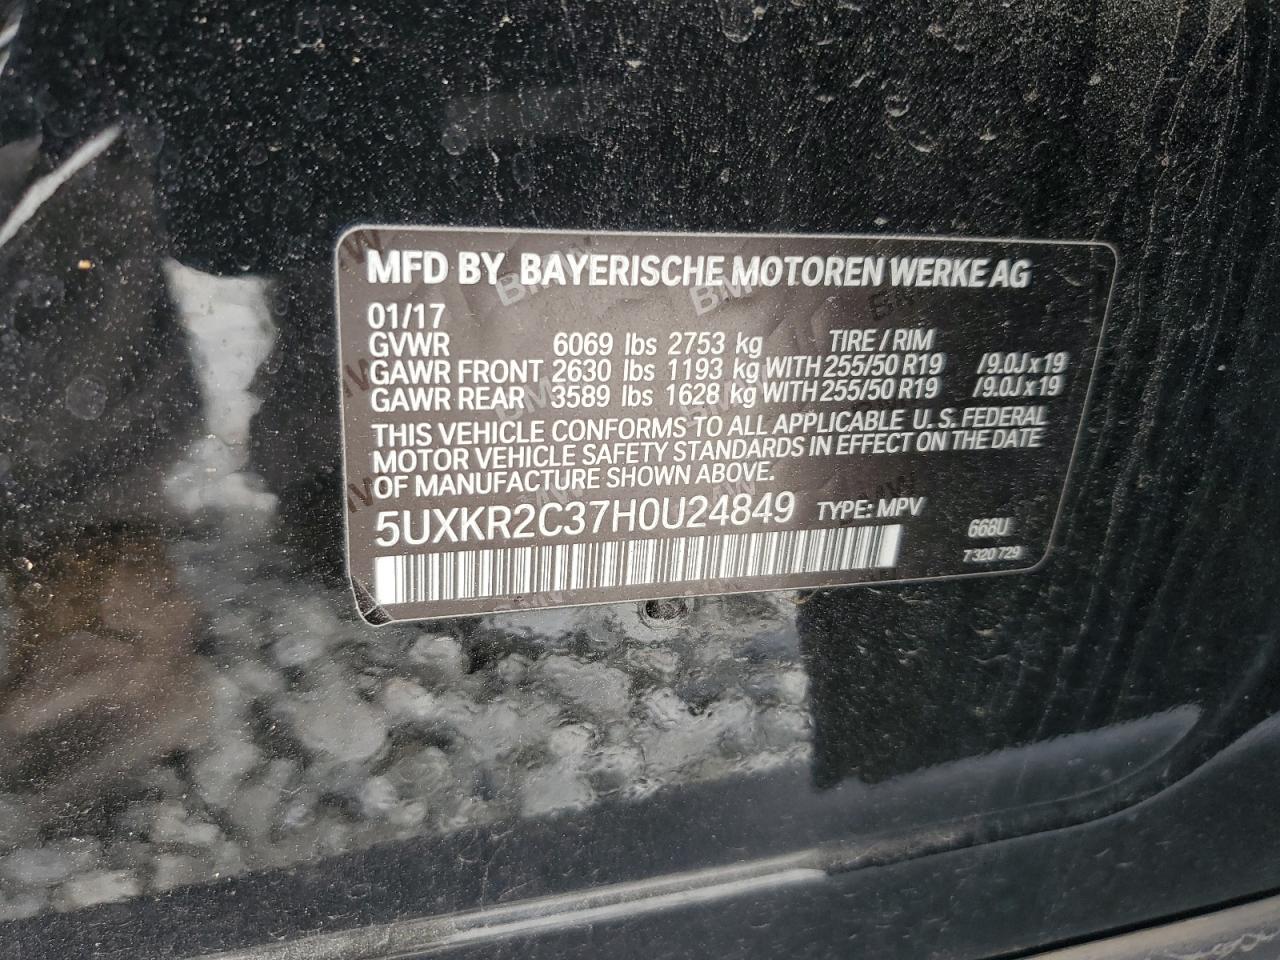 MFD BY BAYERISCHE MOTOREN WERKE AG
01/17
GVWR 6069 lbs 2753 kg TIRE / RIM
GAWR FRONT 2630 lbs 1193 kg WITH 255/50 R19 /9.0J x 19
GAWR REAR 3589 lbs 1628 kg WITH 255/50 R19 /9.0J x 19
THIS VEHICLE CONFORMS TO ALL APPLICABLE U.S. FEDERAL
MOTOR VEHICLE SAFETY STANDARDS IN EFFECT ON THE DATE
OF MANUFACTURE SHOWN ABOVE.
5UXKR2C37H0U24849 TYPE: MPV
668U
7 320 729